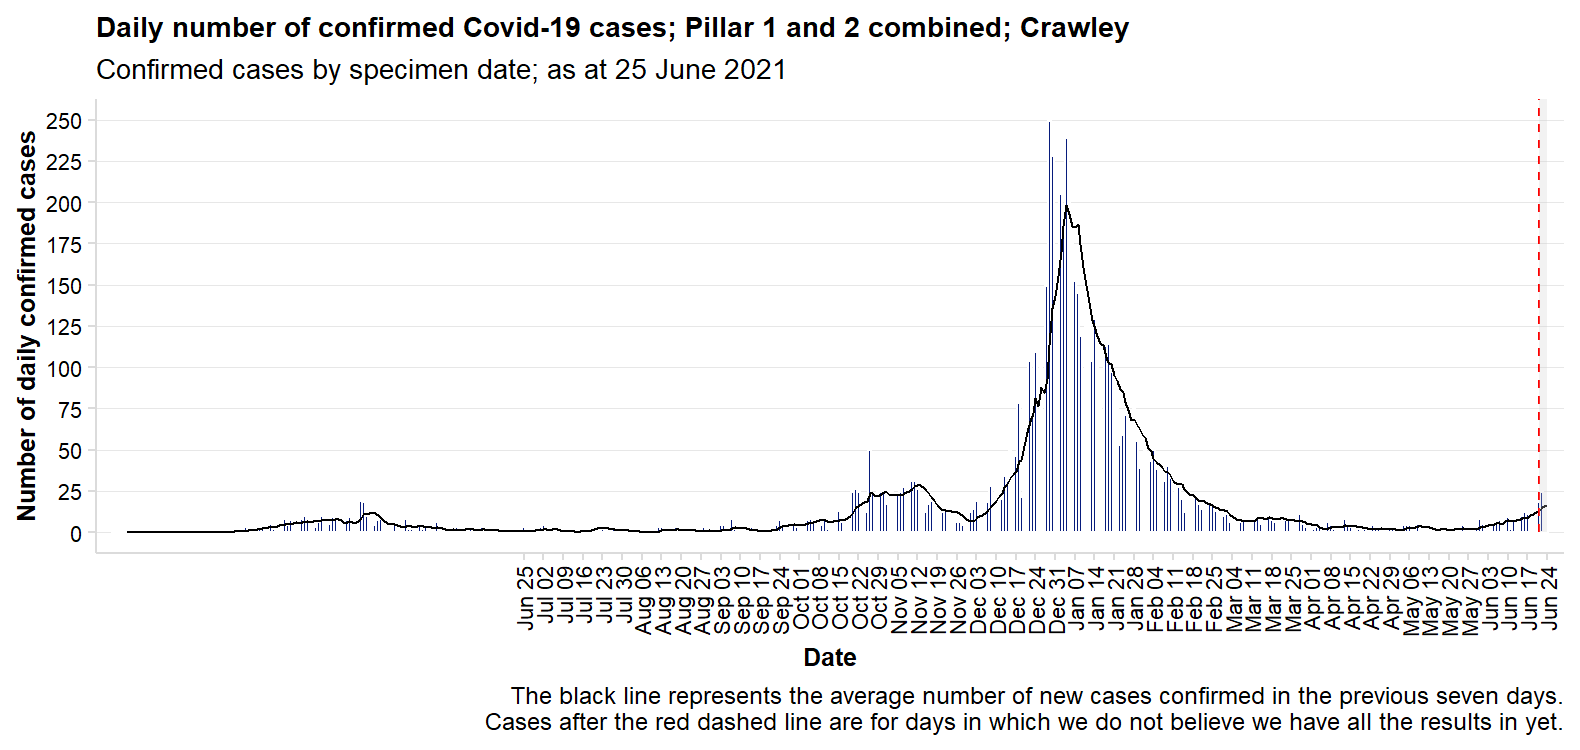 Daily number of confirmed Covid-19 cases; Pillar 1 and 2 combined; Crawley
Confirmed cases by specimen date; as at 25 June 2021
Number of daily confirmed cases
250
225
200
175
150
125
100
75
50
25
0
Jun 25
Jul 02
Jul 09
Jul 16
Jul 23
Jul 30
Aug 06
Aug 13
Aug 20
Aug 27
Sep 03
Sep 10
Sep 17
Sep 24
Oct 01
Oct 08
Oct 15
Oct 22
Oct 29
Nov 05
Nov 12
Nov 19
Nov 26
Dec 03
Dec 10
Dec 17
Dec 24
Dec 31
Jan 07
Jan 14
Jan 21
Jan 28
Feb 04
Feb 11
Feb 18
Feb 25
Mar 04
Mar 11
Mar 18
Mar 25
Apr 01
Apr 08
Apr 15
Apr 22
Apr 29
May 06
May 13
May 20
May 27
Jun 03
Jun 10
Jun 17
Jun 24
Date
The black line represents the average number of new cases confirmed in the previous seven days.
Cases after the red dashed line are for days in which we do not believe we have all the results in yet.